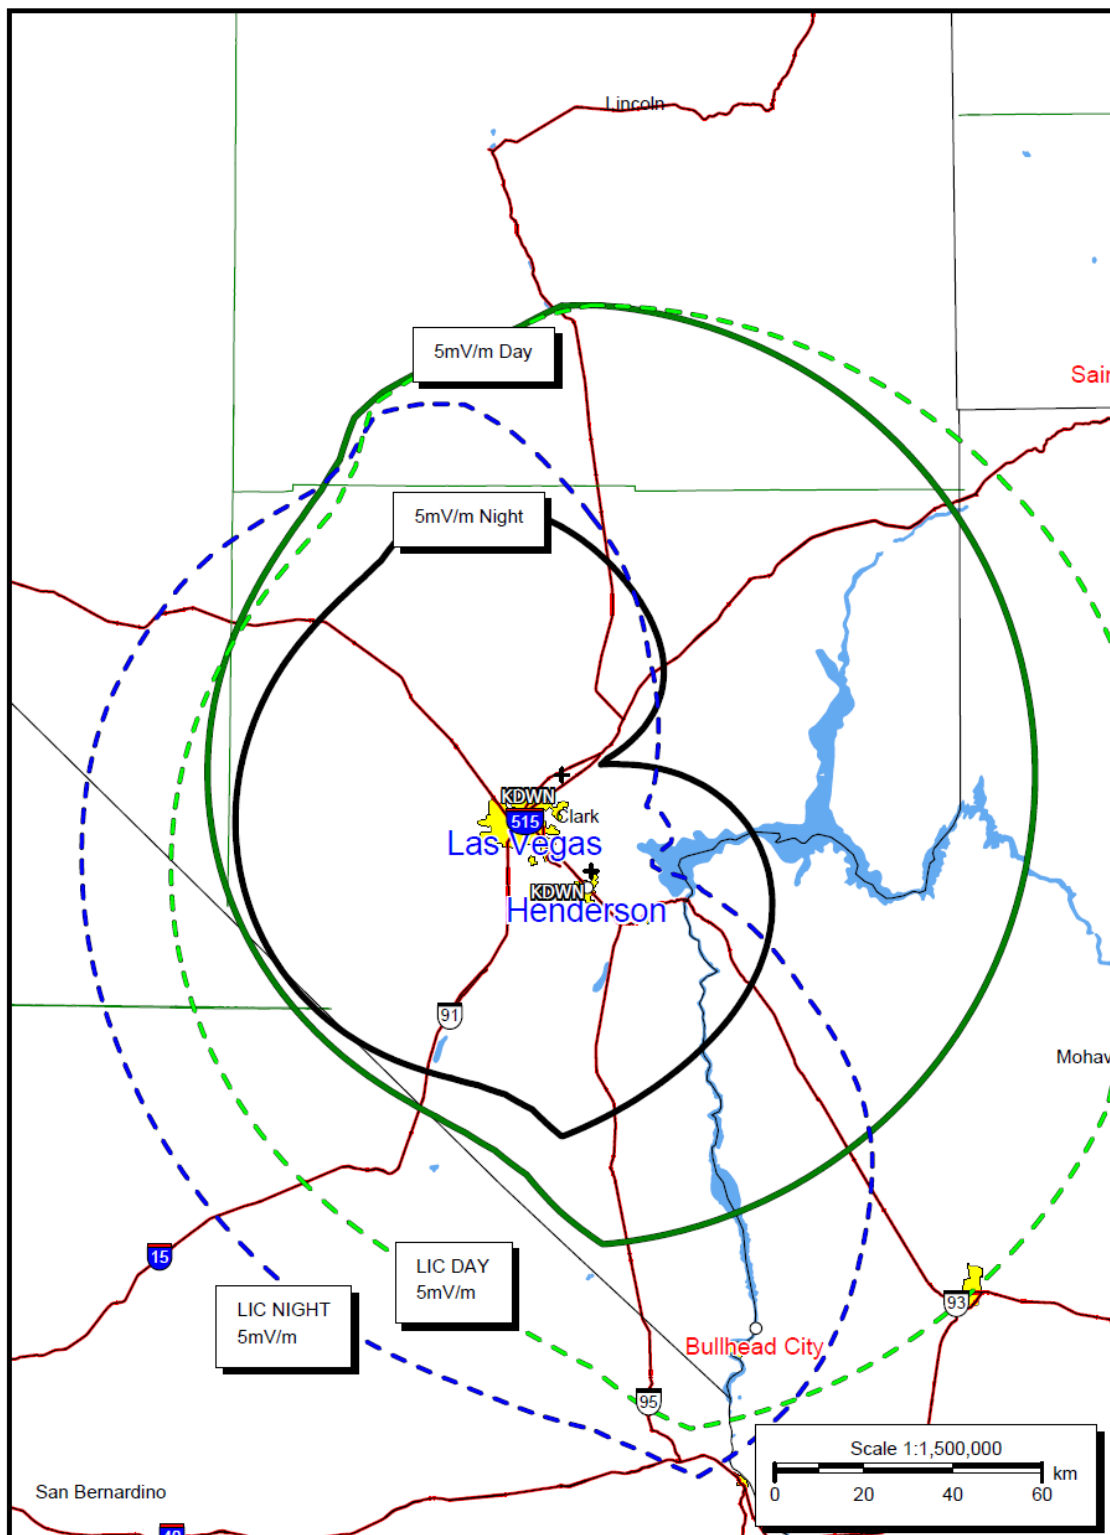 Lincoln
5mV/m Day
Sair
5mV/m Night
KDWN
515
Clark
Las Vegas
KDWN
Henderson
91
Mohav
15
LIC DAY
5mV/m
LIC NIGHT
5mV/m
93
Bullhead City
95
Scale 1:1,500,000
km
0 20 40 60
San Bernardino